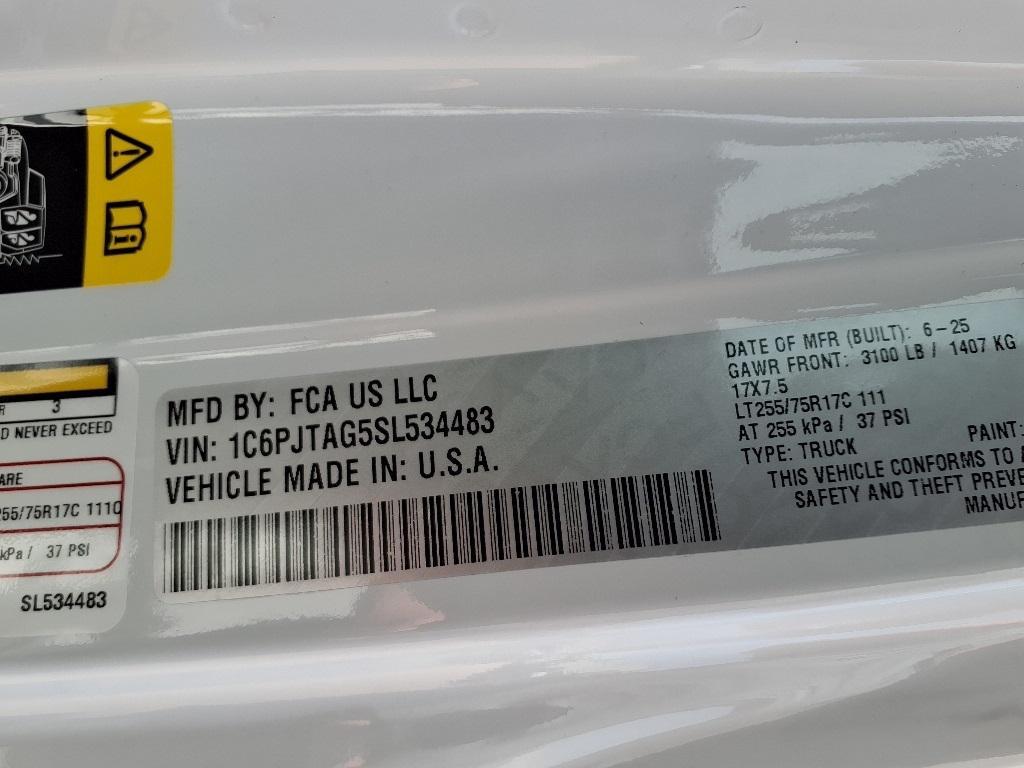 R 3
D NEVER EXCEED
ARE
255/75R17C 111Q
kPa / 37 PSI
SL534483
MFD BY: FCA US LLC
VIN: 1C6PJTAG5SL534483
VEHICLE MADE IN: U.S.A.
DATE OF MFR (BUILT): 6-25
GAWR FRONT: 3100 LB / 1407 KG
17X7.5
LT255/75R17C 111
AT 255 kPa / 37 PSI
TYPE: TRUCK PAINT:
THIS VEHICLE CONFORMS TO
SAFETY AND THEFT PREVE
MANUF